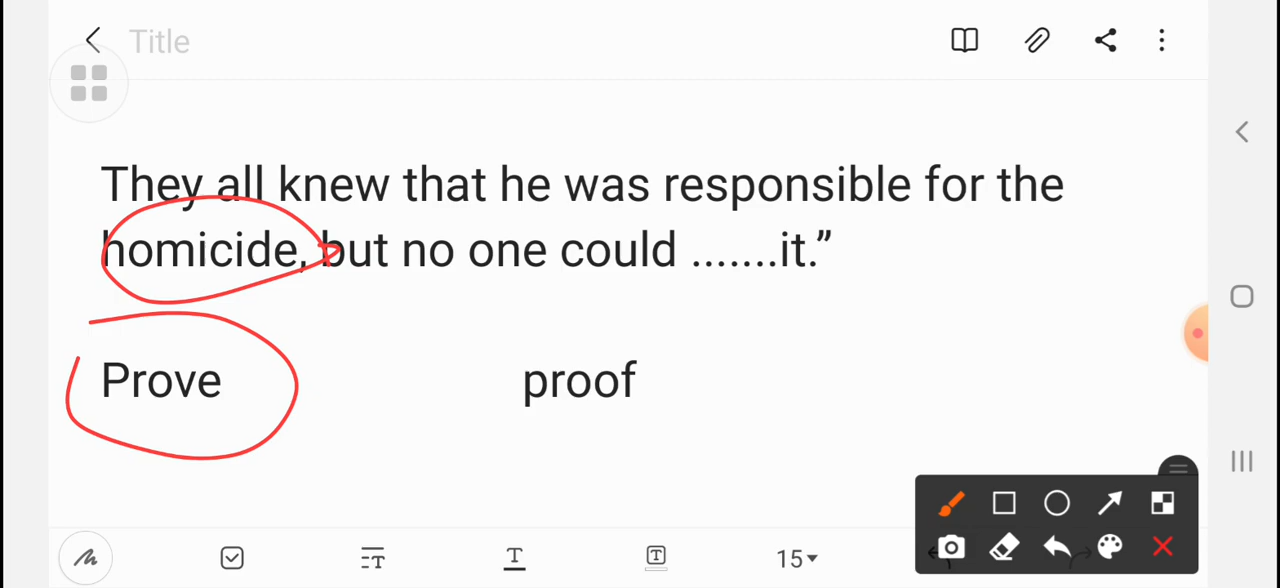 Title
They all knew that he was responsible for the
homicide, but no one could .......it.”
Prove proof
15